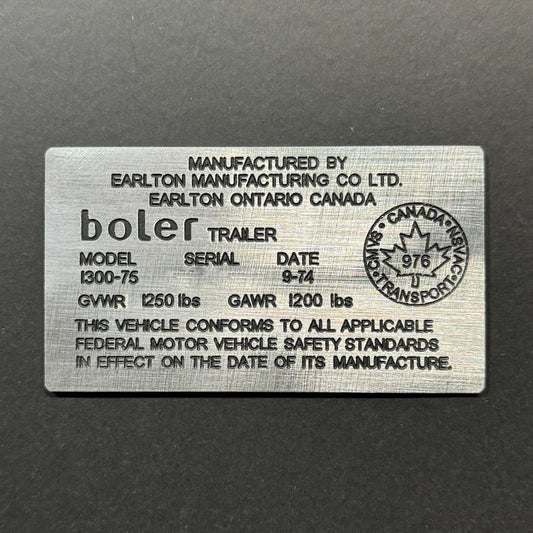 MANUFACTURED BY
EARLTON MANUFACTURING CO LTD.
EARLTON ONTARIO CANADA
boler TRAILER
MODEL SERIAL DATE
1300-75 9-74
GVWR 1250 lbs GAWR 1200 lbs
THIS VEHICLE CONFORMS TO ALL APPLICABLE
FEDERAL MOTOR VEHICLE SAFETY STANDARDS
IN EFFECT ON THE DATE OF ITS MANUFACTURE.
CANADA • NSVAC • TRANSPORT • CMVS •
976